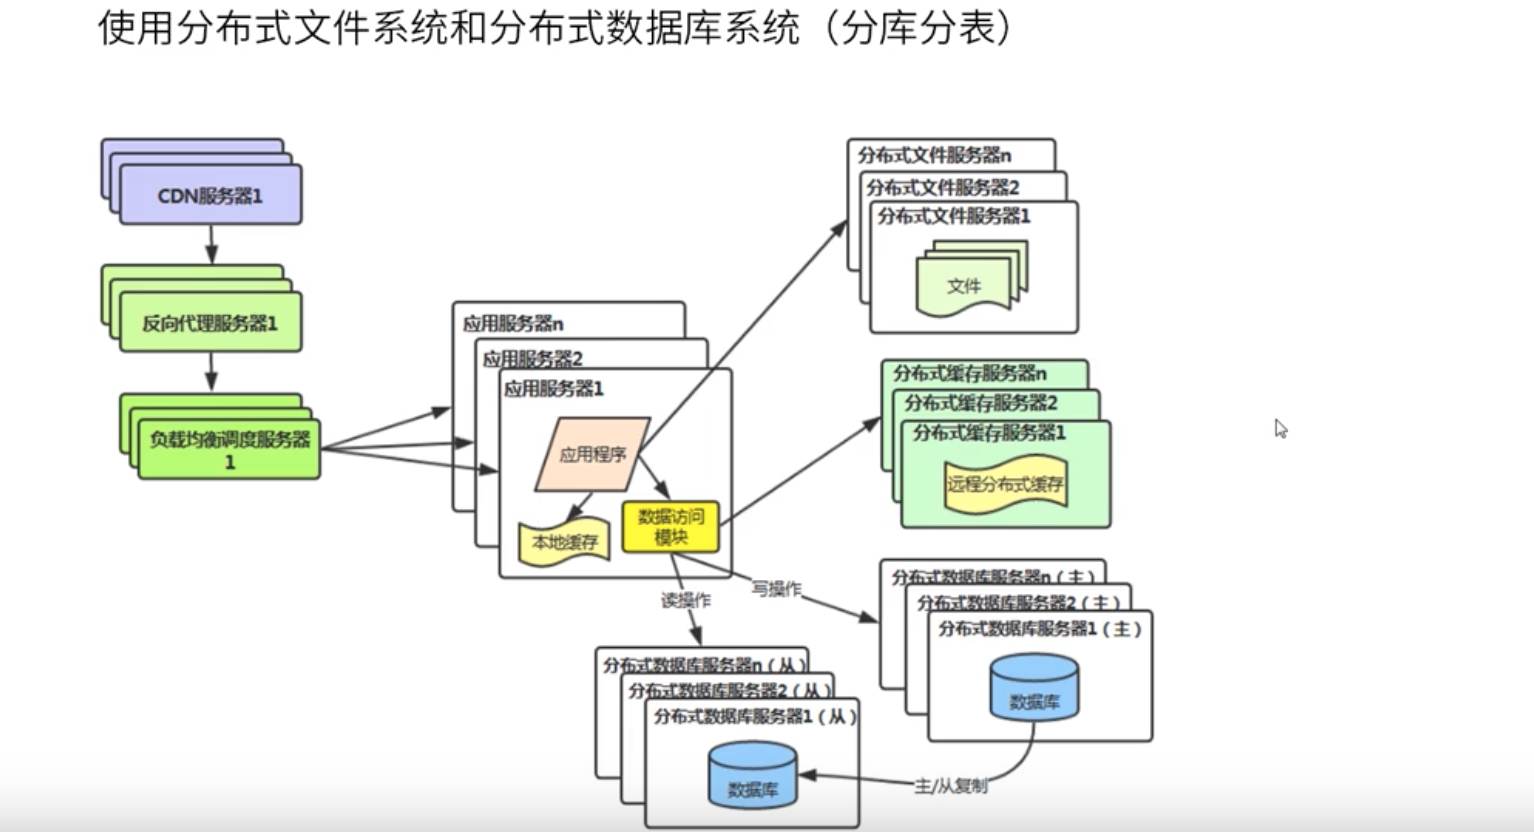 使用分布式文件系统和分布式数据库系统（分库分表）
CDN服务器1
反向代理服务器1
负载均衡调度服务器
1
应用服务器n
应用服务器2
应用服务器1
应用程序
本地缓存
数据访问
模块
分布式文件服务器n
分布式文件服务器2
分布式文件服务器1
文件
分布式缓存服务器n
分布式缓存服务器2
分布式缓存服务器1
远程分布式缓存
读操作
写操作
分布式数据库服务器n（主）
分布式数据库服务器2（主）
分布式数据库服务器1（主）
数据库
分布式数据库服务器n（从）
分布式数据库服务器2（从）
分布式数据库服务器1（从）
数据库
主/从复制